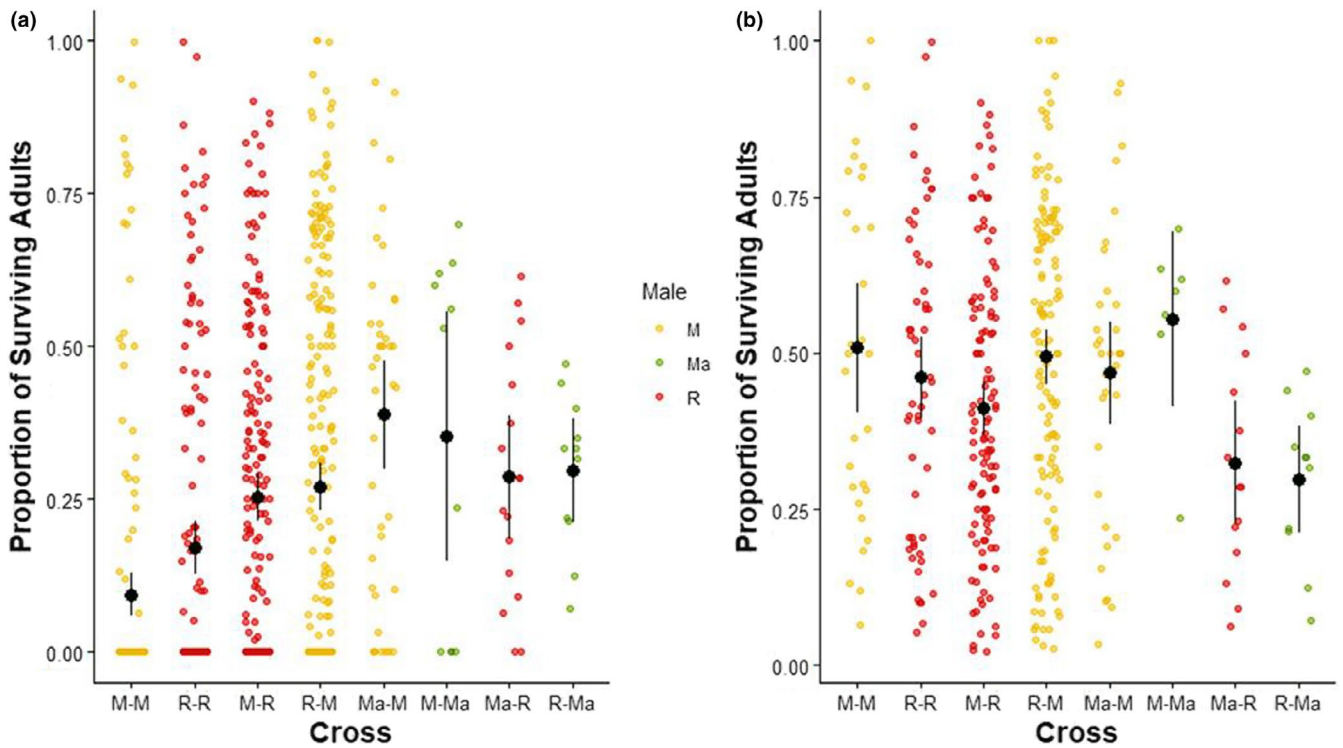 (a)
Proportion of Surviving Adults
1.00
0.75
0.50
0.25
0.00
M-M R-R M-R R-M Ma-M M-Ma Ma-R R-Ma
Cross
Male
M
Ma
R
(b)
Proportion of Surviving Adults
1.00
0.75
0.50
0.25
0.00
M-M R-R M-R R-M Ma-M M-Ma Ma-R R-Ma
Cross